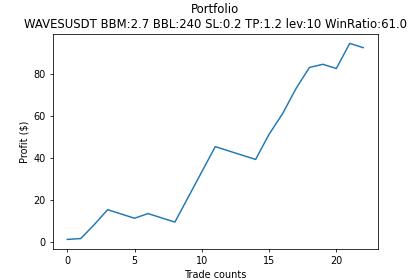 Portfolio
WAVESUSDT BBM:2.7 BBL:240 SL:0.2 TP:1.2 lev:10 WinRatio:61.0
80
60
40
20
0
Profit ($)
0 5 10 15 20
Trade counts